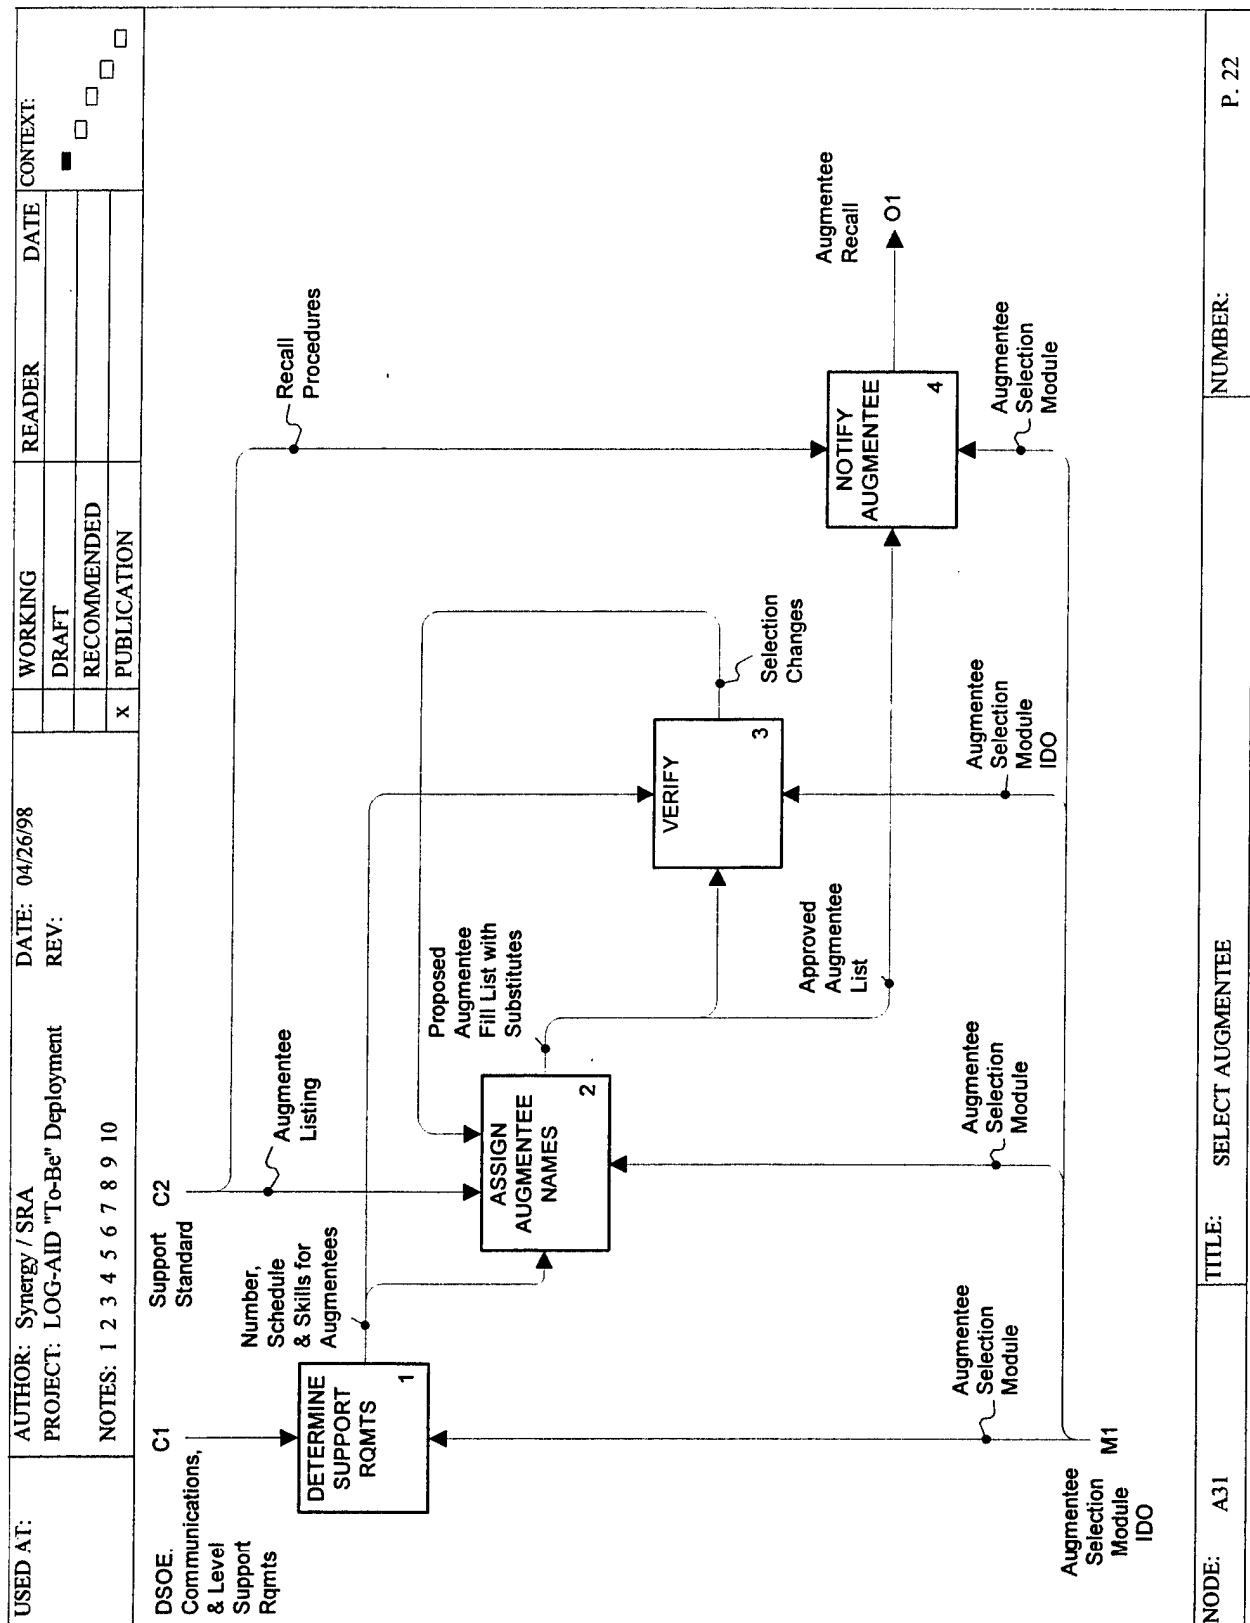 USED AT:
AUTHOR: Synergy / SRA
DATE: 04/26/98
PROJECT: LOG-AID "To-Be" Deployment
REV:
NOTES: 1 2 3 4 5 6 7 8 9 10
WORKING
DRAFT
RECOMMENDED
X PUBLICATION
READER
DATE
CONTEXT:
DSOE.
Communications,
& Level
Support
Rqmts
C1
Support
Standard
C2
DETERMINE
SUPPORT
RQMTS
1
Number,
Schedule
& Skills for
Augmentees
Augmentee
Listing
Recall
Procedures
ASSIGN
AUGMENTEE
NAMES
2
Proposed
Augmentee
Fill List with
Substitutes
VERIFY
3
Selection
Changes
Approved
Augmentee
List
NOTIFY
AUGMENTEE
4
Augmentee
Recall
O1
Augmentee
Selection
Module
Augmentee
Selection
Module
Augmentee
Selection
Module
IDO
Augmentee
Selection
Module
Augmentee
Selection
Module
IDO
M1
NODE: A31
TITLE: SELECT AUGMENTEE
NUMBER:
P. 22